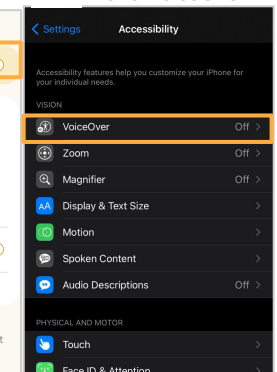 Settings
Accessibility
Accessibility features help you customize your iPhone for
your individual needs.
VISION
VoiceOver
Off
Zoom
Off
Magnifier
Off
AA
Display & Text Size
Motion
Spoken Content
Audio Descriptions
Off
PHYSICAL AND MOTOR
Touch
Face ID & Attention